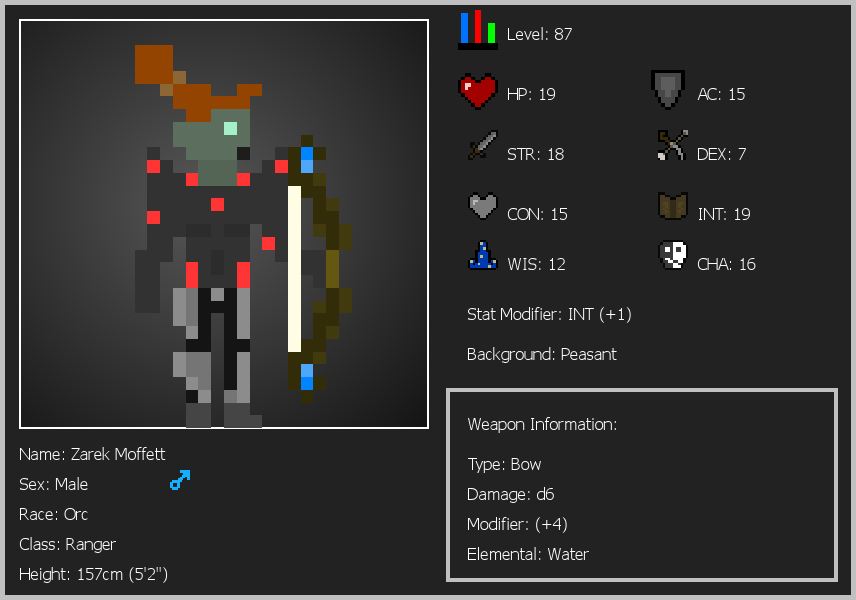 Level: 87
HP: 19
AC: 15
STR: 18
DEX: 7
CON: 15
INT: 19
WIS: 12
CHA: 16
Stat Modifier: INT (+1)
Background: Peasant
Weapon Information:
Type: Bow
Damage: d6
Modifier: (+4)
Elemental: Water
Name: Zarek Moffett
Sex: Male
Race: Orc
Class: Ranger
Height: 157cm (5'2")